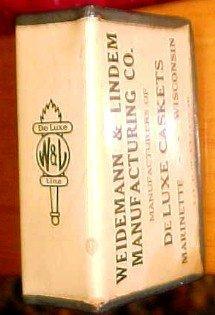 De Luxe
W&L
Line
WEIDEMANN & LINDEM
MANUFACTURING CO.
MANUFACTURERS OF
DE LUXE CASKETS
MARINETTE WISCONSIN